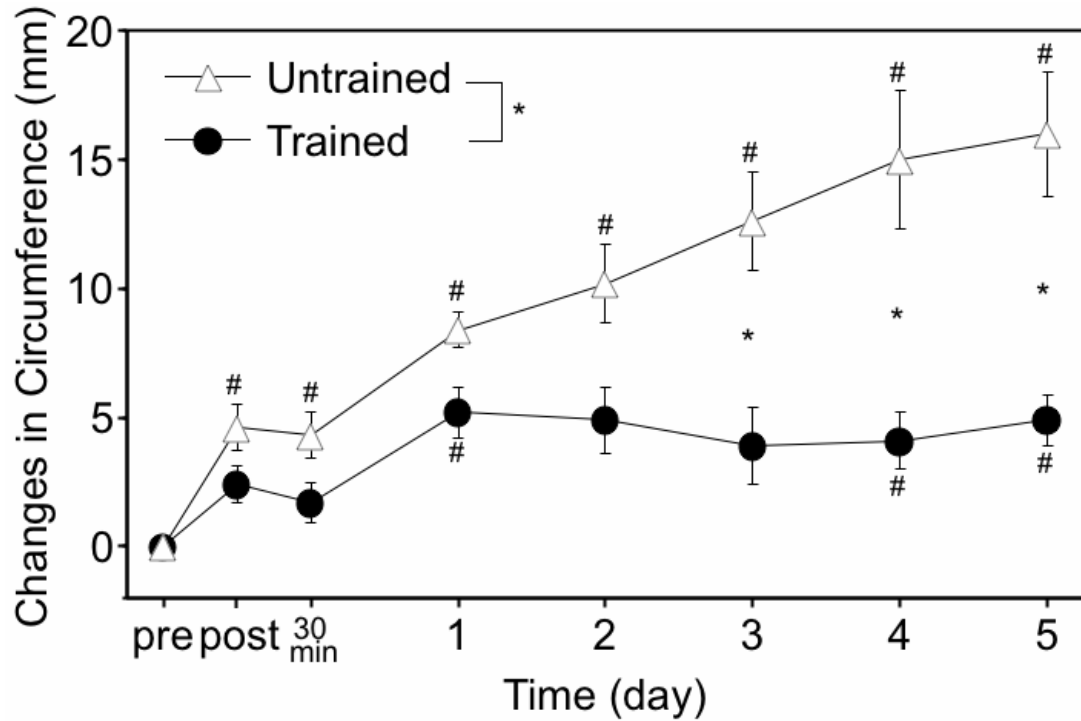 Changes in Circumference (mm)
20
15
10
5
0
Untrained
Trained
*
# # # # # # #
* * *
# # #
pre post 30 min 1 2 3 4 5
Time (day)